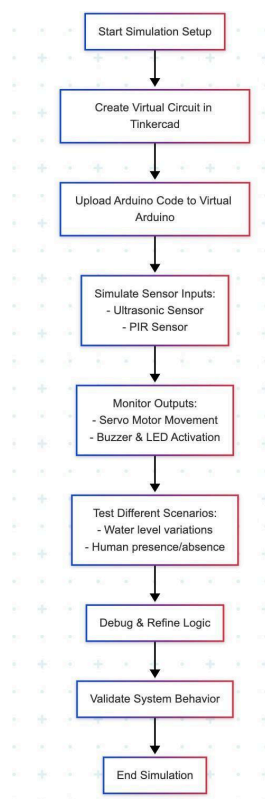 Start Simulation Setup
Create Virtual Circuit in
Tinkercad
Upload Arduino Code to Virtual
Arduino
Simulate Sensor Inputs:
- Ultrasonic Sensor
- PIR Sensor
Monitor Outputs:
- Servo Motor Movement
- Buzzer & LED Activation
Test Different Scenarios:
- Water level variations
- Human presence/absence
Debug & Refine Logic
Validate System Behavior
End Simulation